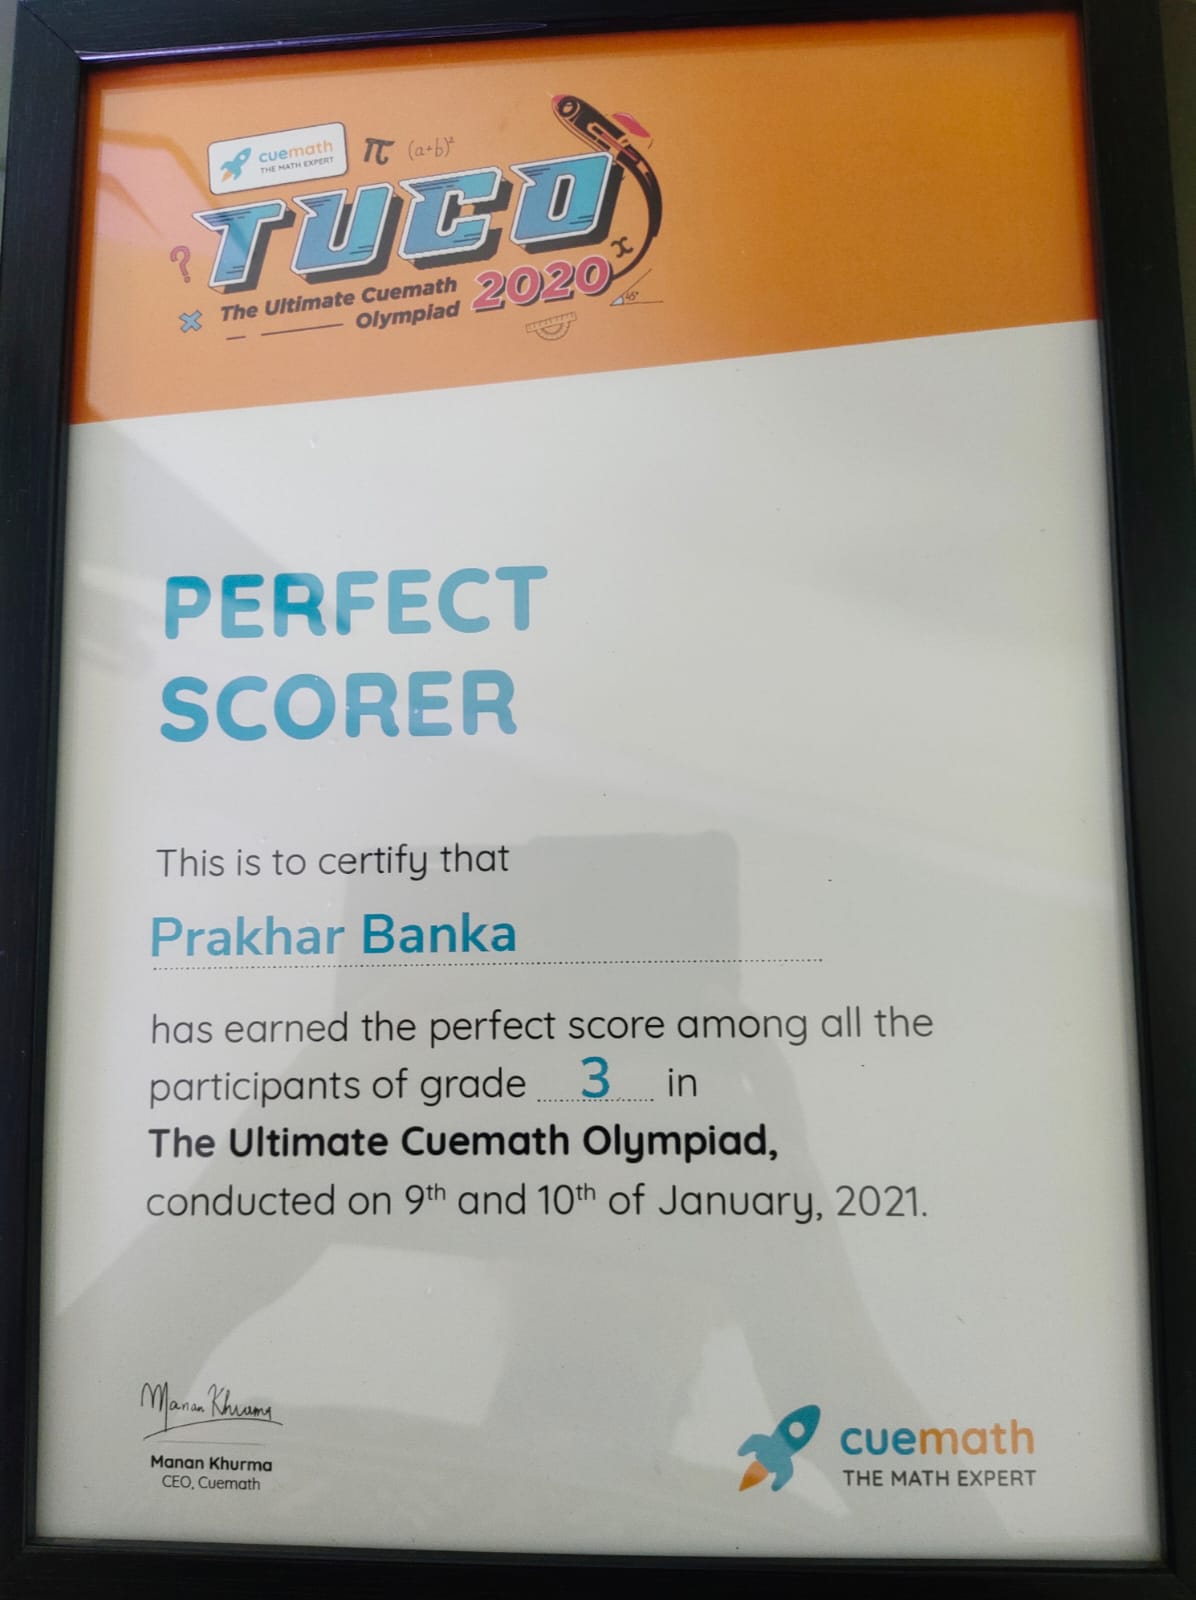 cuemath
THE MATH EXPERT
π (a+b)²
TUCO
?
x
The Ultimate Cuemath
Olympiad
2020
45°
PERFECT
SCORER
This is to certify that
Prakhar Banka
has earned the perfect score among all the
participants of grade 3 in
The Ultimate Cuemath Olympiad,
conducted on 9th and 10th of January, 2021.
Manan Khurma
Manan Khurma
CEO, Cuemath
cuemath
THE MATH EXPERT